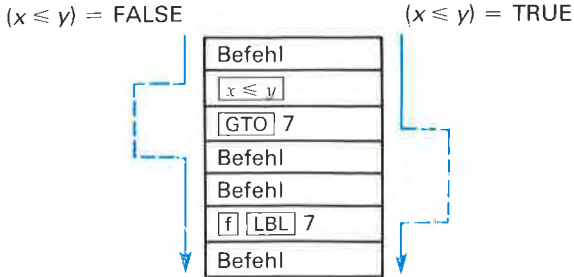 (x ≤ y) = FALSE
(x ≤ y) = TRUE
Befehl
x ≤ y
GTO 7
Befehl
Befehl
f LBL 7
Befehl